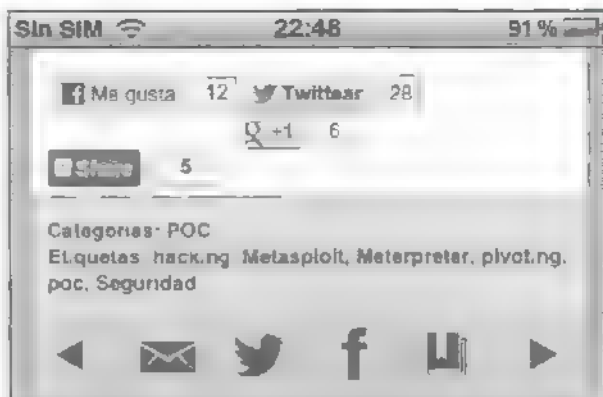 Sin SIM 22:48 91 %
Me gusta 12 Twittear 28
g +1 6
Share 5
Categorias: POC
Etiquetas hacking Metasploit, Meterpreter, pivoting,
poc, Seguridad
f